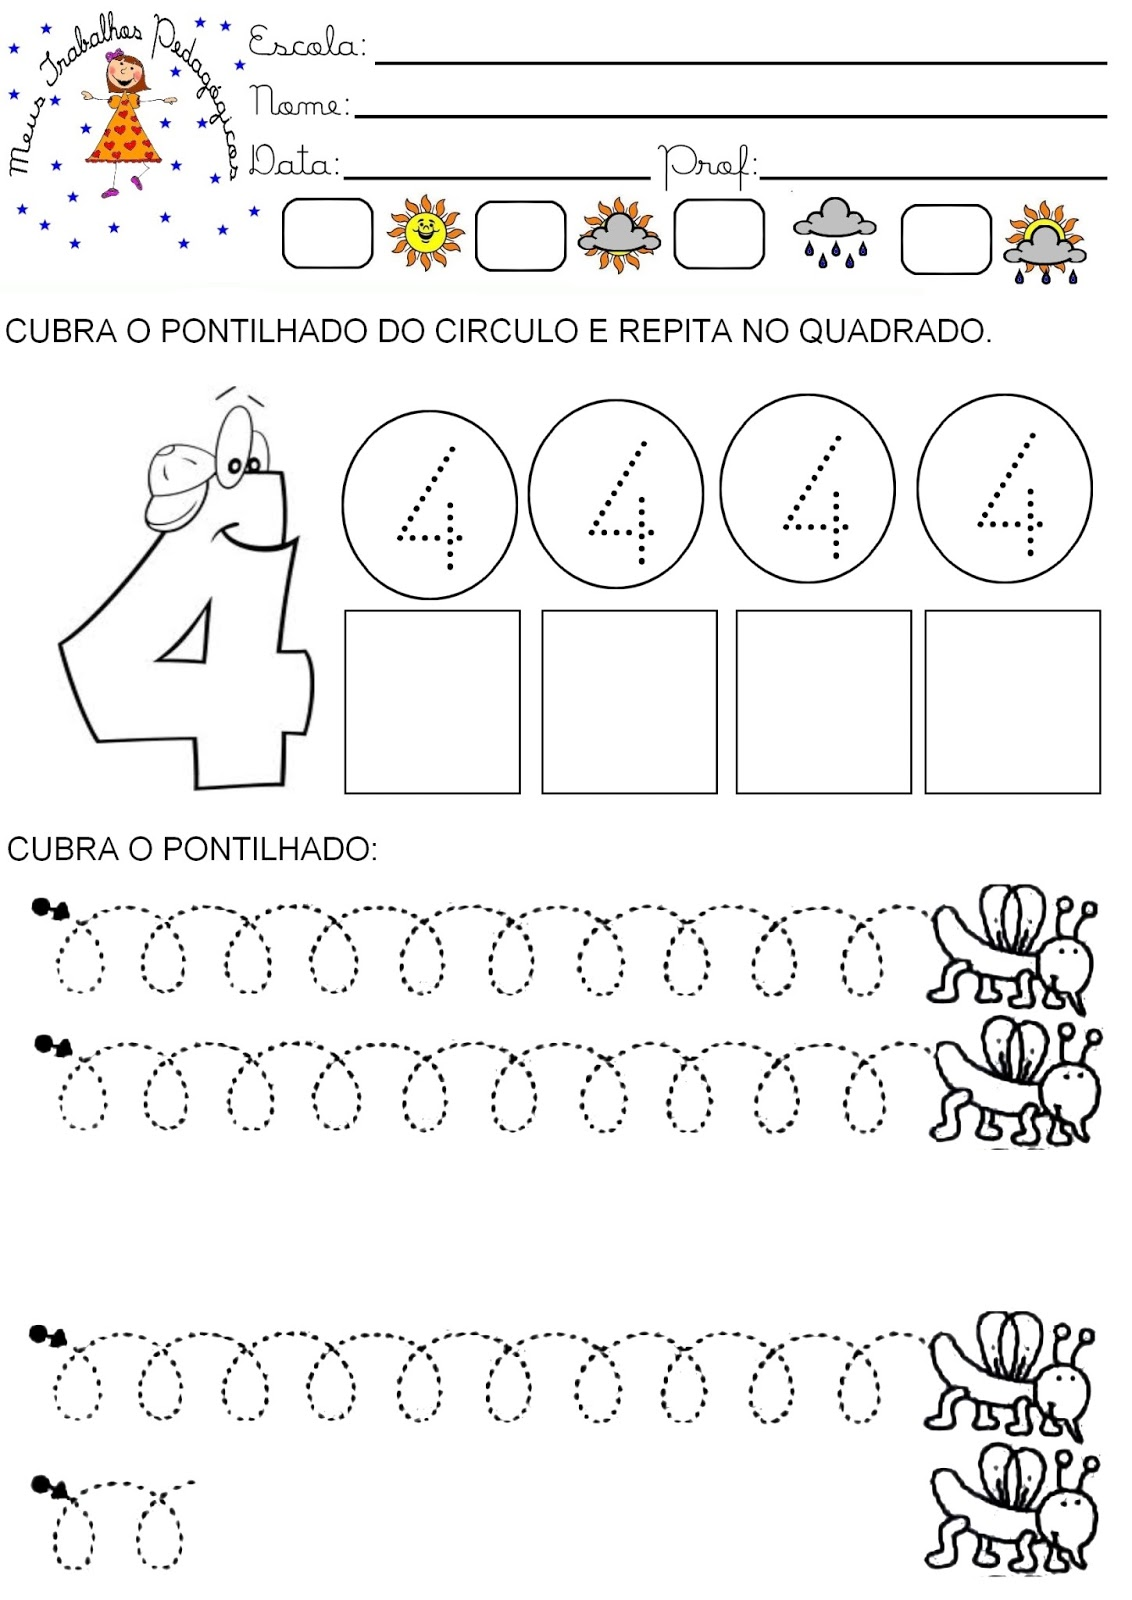 Meus Trabalhos Pedagógicos
Escola:
Nome:
Data: Prof:
CUBRA O PONTILHADO DO CIRCULO E REPITA NO QUADRADO.
4 4 4 4 4
CUBRA O PONTILHADO: